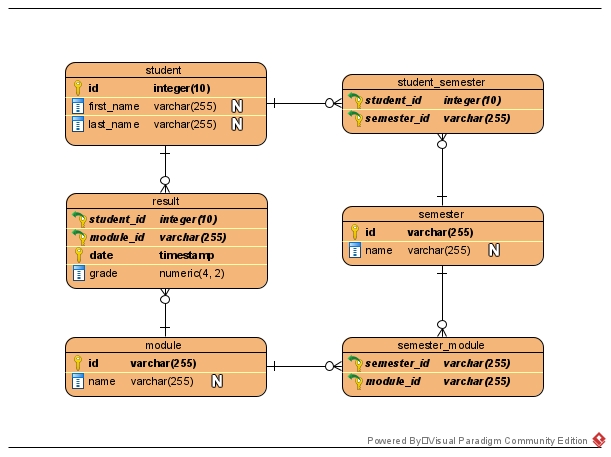 student
id integer(10)
first_name varchar(255) N
last_name varchar(255) N
student_semester
student_id integer(10)
semester_id varchar(255)
result
student_id integer(10)
module_id varchar(255)
date timestamp
grade numeric(4, 2)
semester
id varchar(255)
name varchar(255) N
module
id varchar(255)
name varchar(255) N
semester_module
semester_id varchar(255)
module_id varchar(255)
Powered By□Visual Paradigm Community Edition